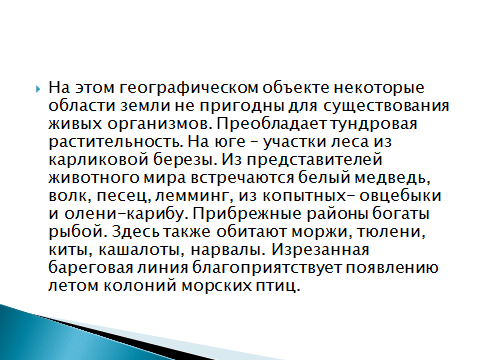 На этом географическом объекте некоторые
области земли не пригодны для существования
живых организмов. Преобладает тундровая
растительность. На юге – участки леса из
карликовой березы. Из представителей
животного мира встречаются белый медведь,
волк, песец, лемминг, из копытных- овцебыки
и олени-карибу. Прибрежные районы богаты
рыбой. Здесь также обитают моржи, тюлени,
киты, кашалоты, нарвалы. Изрезанная
бареговая линия благоприятствует появлению
летом колоний морских птиц.